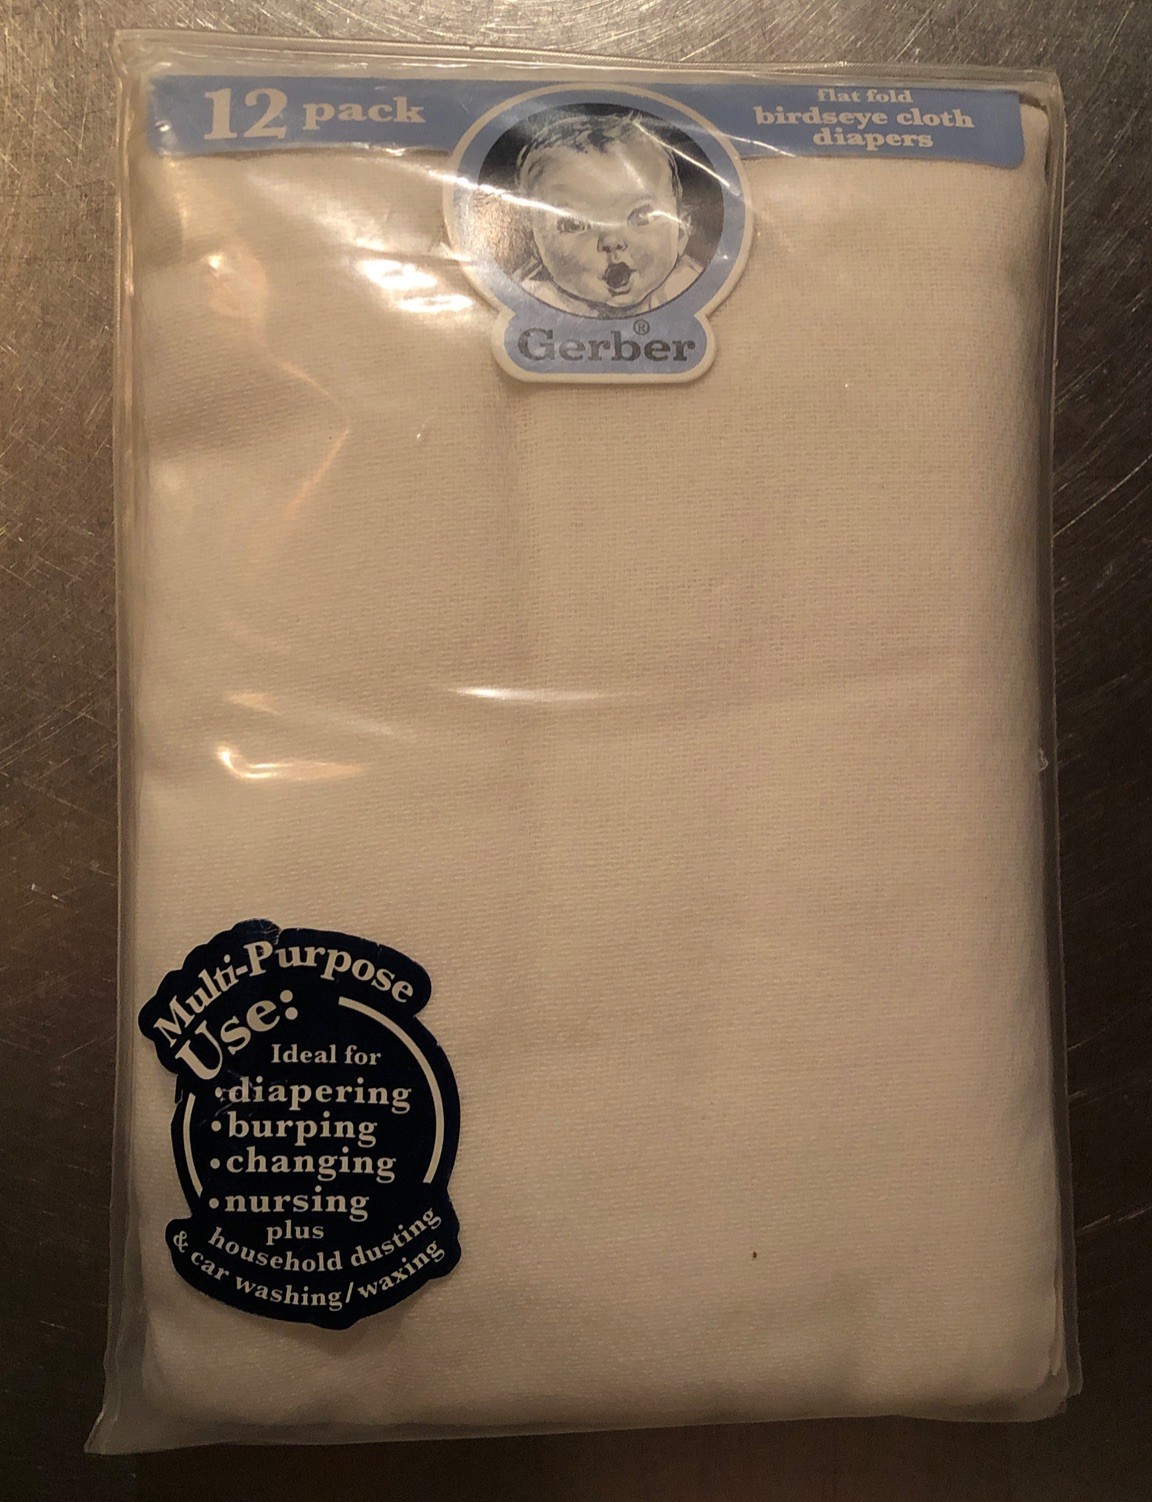 12 pack
flat fold
birdseye cloth
diapers
Gerber®
Multi-Purpose
Use:
Ideal for
•diapering
•burping
•changing
•nursing
plus
household dusting
& car washing/waxing